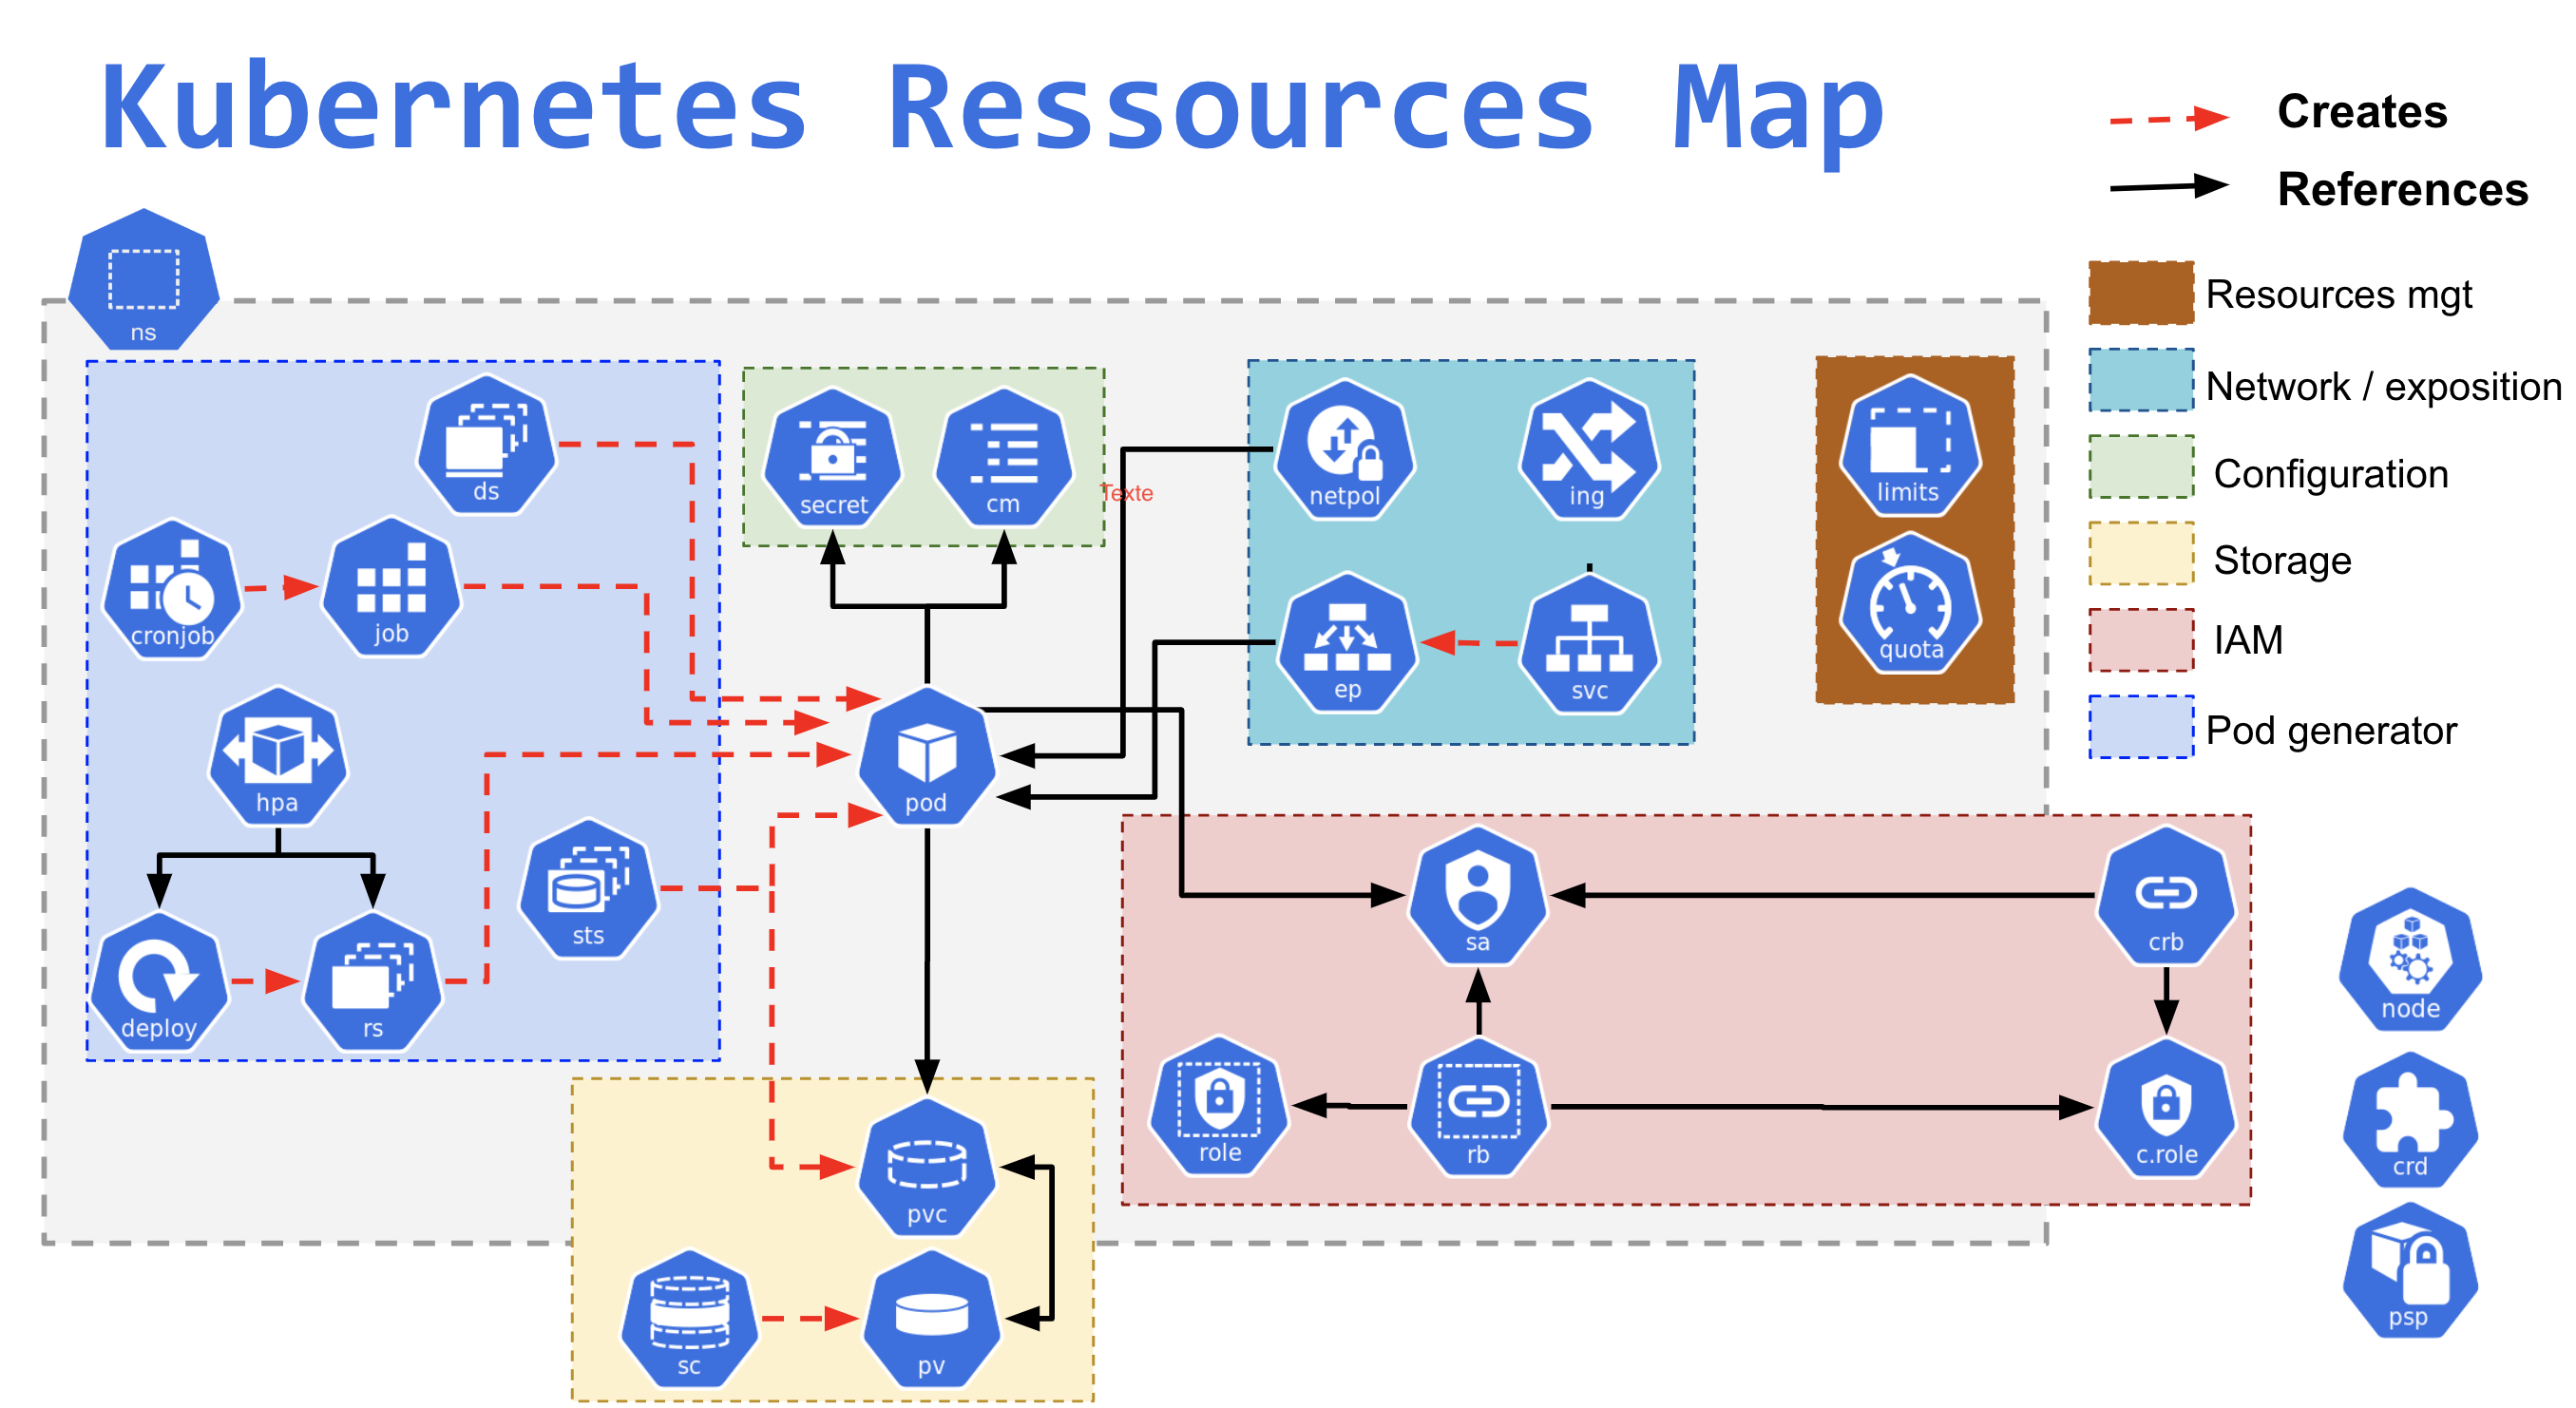 Kubernetes Ressources Map
Creates
References
Resources mgt
Network / exposition
Configuration
Storage
IAM
Pod generator
ns
ds
cronjob
job
hpa
deploy
rs
sts
secret
cm
Texte
pod
netpol
ing
ep
svc
limits
quota
sa
crb
role
rb
c.role
pvc
sc
pv
node
crd
psp